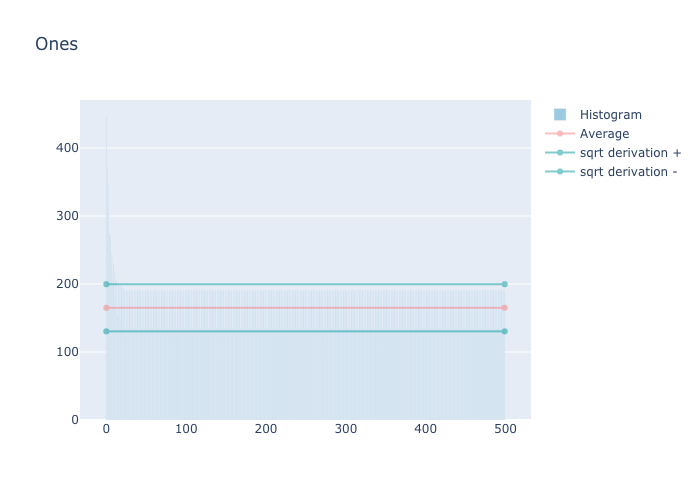 Ones
Histogram
Average
sqrt derivation +
sqrt derivation -
400
300
200
100
0
0 100 200 300 400 500